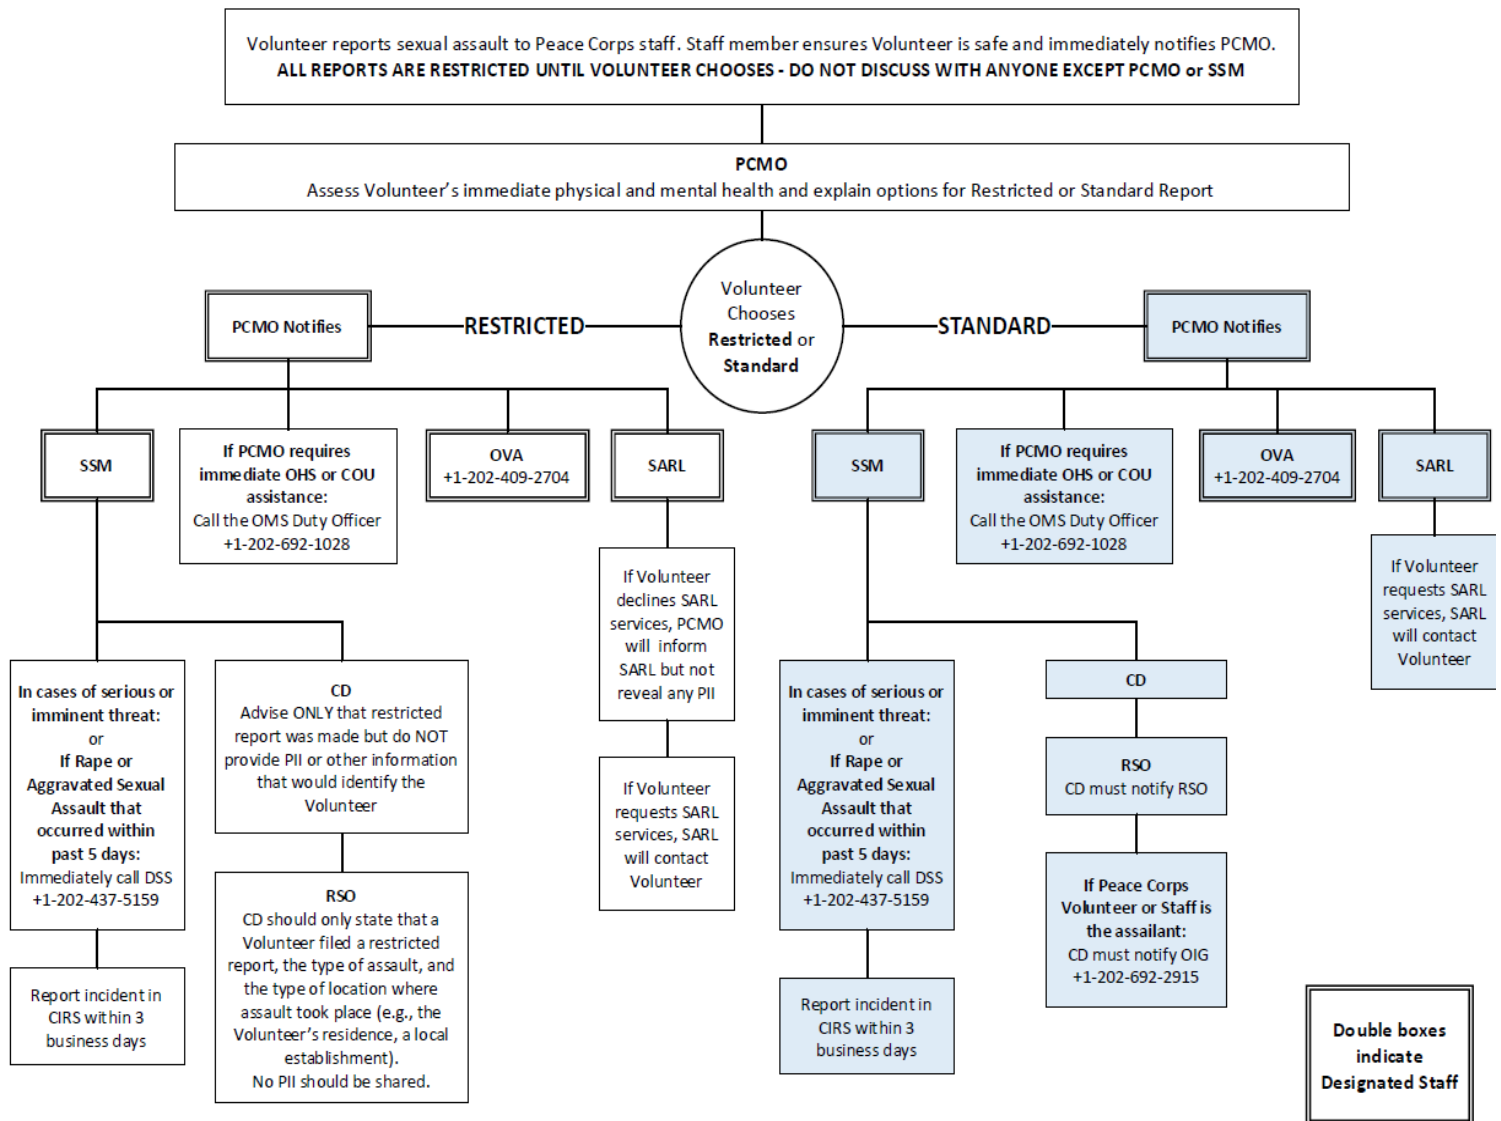 Volunteer reports sexual assault to Peace Corps staff. Staff member ensures Volunteer is safe and immediately notifies PCMO.
ALL REPORTS ARE RESTRICTED UNTIL VOLUNTEER CHOOSES - DO NOT DISCUSS WITH ANYONE EXCEPT PCMO or SSM
PCMO
Assess Volunteer's immediate physical and mental health and explain options for Restricted or Standard Report
Volunteer
Chooses
Restricted or
Standard
RESTRICTED
PCMO Notifies
SSM
If PCMO requires
immediate OHS or COU
assistance:
Call the OMS Duty Officer
+1-202-692-1028
OVA
+1-202-409-2704
SARL
If Volunteer
declines SARL
services, PCMO
will inform
SARL but not
reveal any PII
If Volunteer
requests SARL
services, SARL
will contact
Volunteer
In cases of serious or
imminent threat:
or
If Rape or
Aggravated Sexual
Assault that
occurred within
past 5 days:
Immediately call DSS
+1-202-437-5159
Report incident in
CIRS within 3
business days
CD
Advise ONLY that restricted
report was made but do NOT
provide PII or other information
that would identify the
Volunteer
RSO
CD should only state that a
Volunteer filed a restricted
report, the type of assault, and
the type of location where
assault took place (e.g., the
Volunteer's residence, a local
establishment).
No PII should be shared.
STANDARD
PCMO Notifies
SSM
If PCMO requires
immediate OHS or COU
assistance:
Call the OMS Duty Officer
+1-202-692-1028
OVA
+1-202-409-2704
SARL
If Volunteer
requests SARL
services, SARL
will contact
Volunteer
In cases of serious or
imminent threat:
or
If Rape or
Aggravated Sexual
Assault that
occurred within
past 5 days:
Immediately call DSS
+1-202-437-5159
Report incident in
CIRS within 3
business days
CD
RSO
CD must notify RSO
If Peace Corps
Volunteer or Staff is
the assailant:
CD must notify OIG
+1-202-692-2915
Double boxes
indicate
Designated Staff